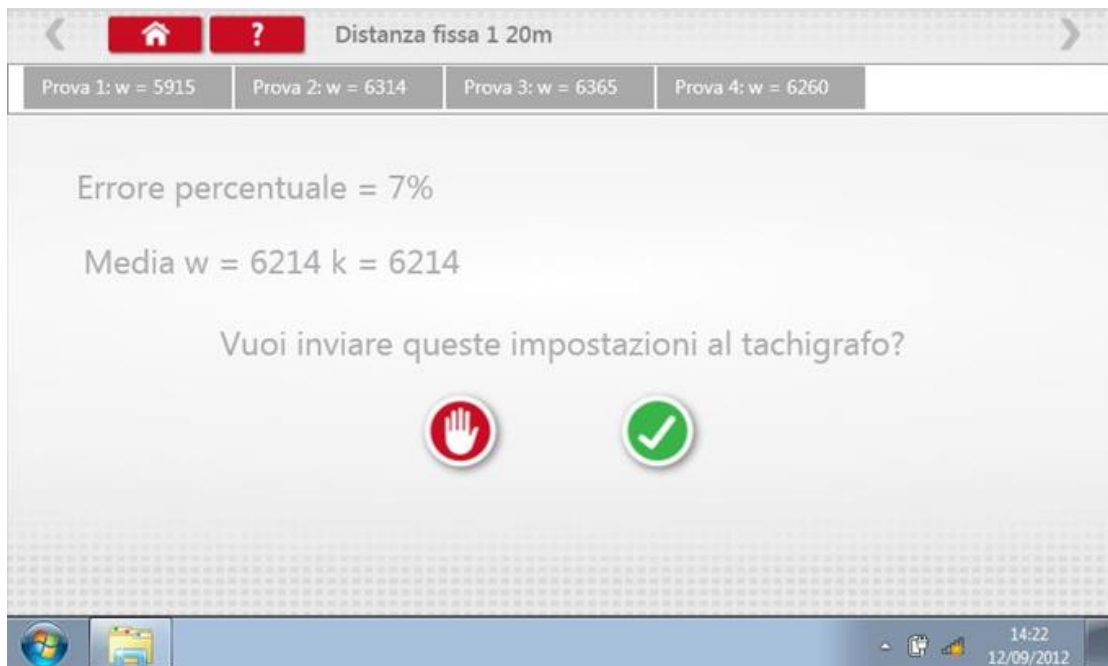 ? Distanza fissa 1 20m
Prova 1: w = 5915 Prova 2: w = 6314 Prova 3: w = 6365 Prova 4: w = 6260
Errore percentuale = 7%
Media w = 6214 k = 6214
Vuoi inviare queste impostazioni al tachigrafo?
14:22
12/09/2012